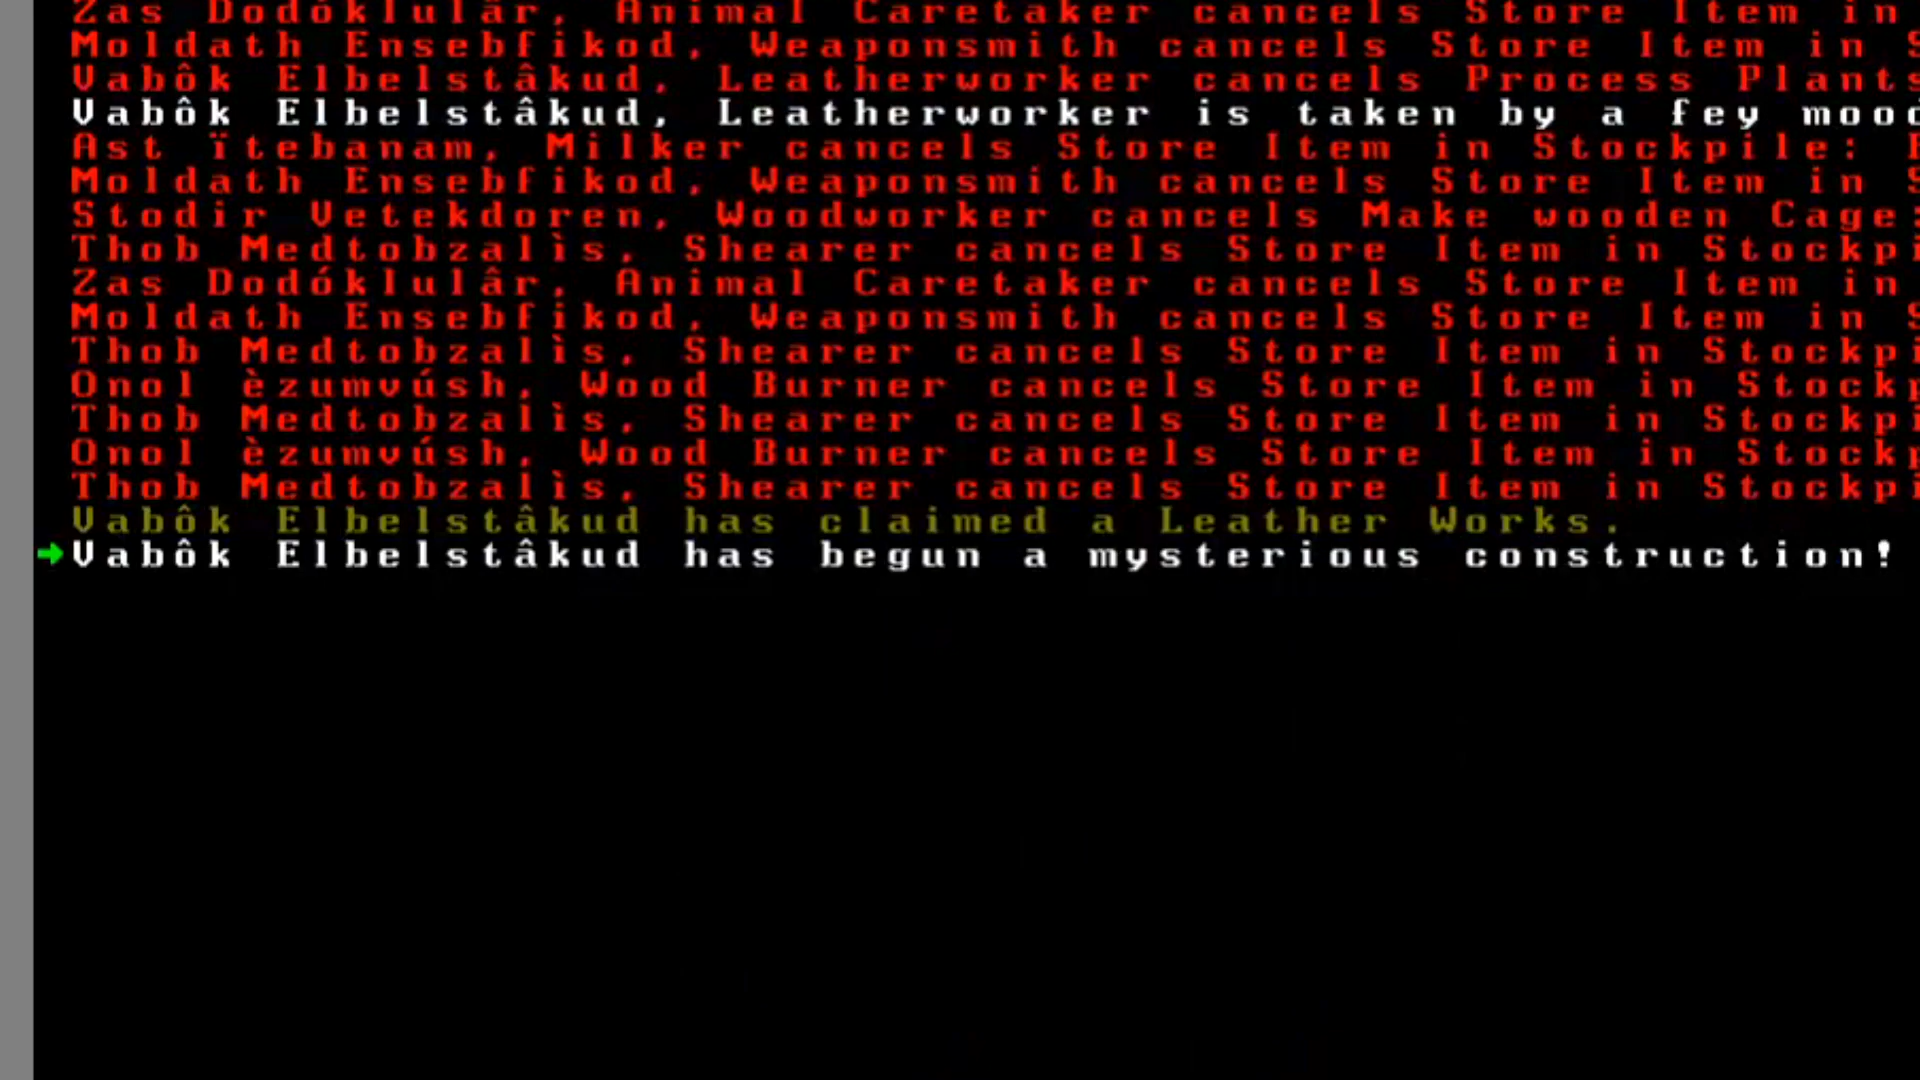 Zas Dodóklulâr, Animal Caretaker cancels Store Item in
Moldath Ensebfikod, Weaponsmith cancels Store Item in
Vabôk Elbelstâkud, Leatherworker cancels Process Plants
Vabôk Elbelstâkud, Leatherworker is taken by a fey mood
Ast ïtebanam, Milker cancels Store Item in Stockpile:
Moldath Ensebfikod, Weaponsmith cancels Store Item in
Stodir Vetekdoren, Woodworker cancels Make wooden Cage:
Thob Medtobzalìs, Shearer cancels Store Item in Stockpi
Zas Dodóklulâr, Animal Caretaker cancels Store Item in
Moldath Ensebfikod, Weaponsmith cancels Store Item in S
Thob Medtobzalìs, Shearer cancels Store Item in Stockpi
Onol èzumvúsh, Wood Burner cancels Store Item in Stockp
Thob Medtobzalìs, Shearer cancels Store Item in Stockpi
Onol èzumvúsh, Wood Burner cancels Store Item in Stockp
Thob Medtobzalìs, Shearer cancels Store Item in Stockpi
Vabôk Elbelstâkud has claimed a Leather Works.
Vabôk Elbelstâkud has begun a mysterious construction!